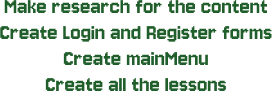 Make research for the content
Create Login and Register forms
Create mainMenu
Create all the lessons